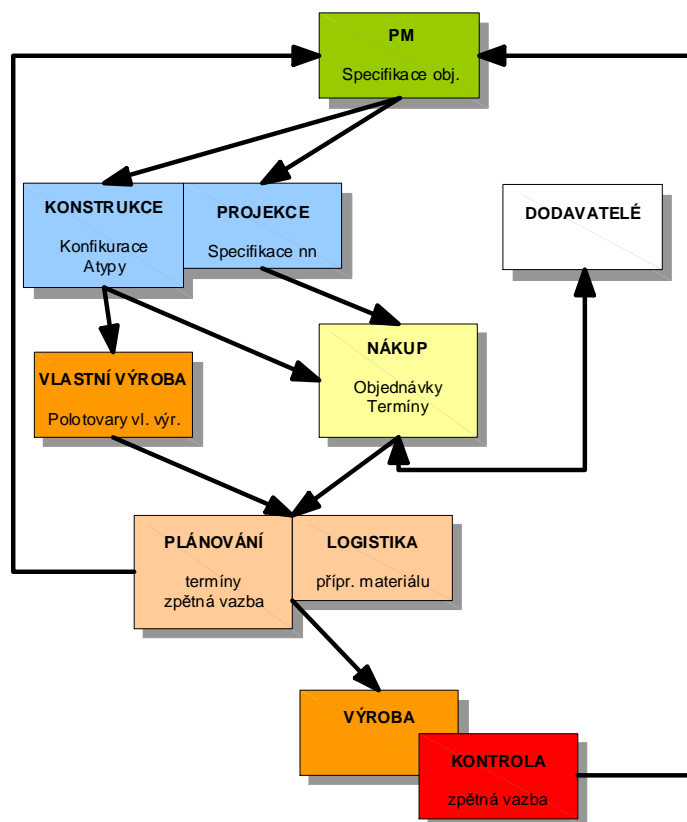 PM
Specifikace obj.
KONSTRUKCE
Konfikurace
Atypy
PROJEKCE
Specifikace nn
DODAVATELÉ
VLASTNÍ VÝROBA
Polotovary vl. výr.
NÁKUP
Objednávky
Termíny
PLÁNOVÁNÍ
termíny
zpětná vazba
LOGISTIKA
přípr. materiálu
VÝROBA
KONTROLA
zpětná vazba